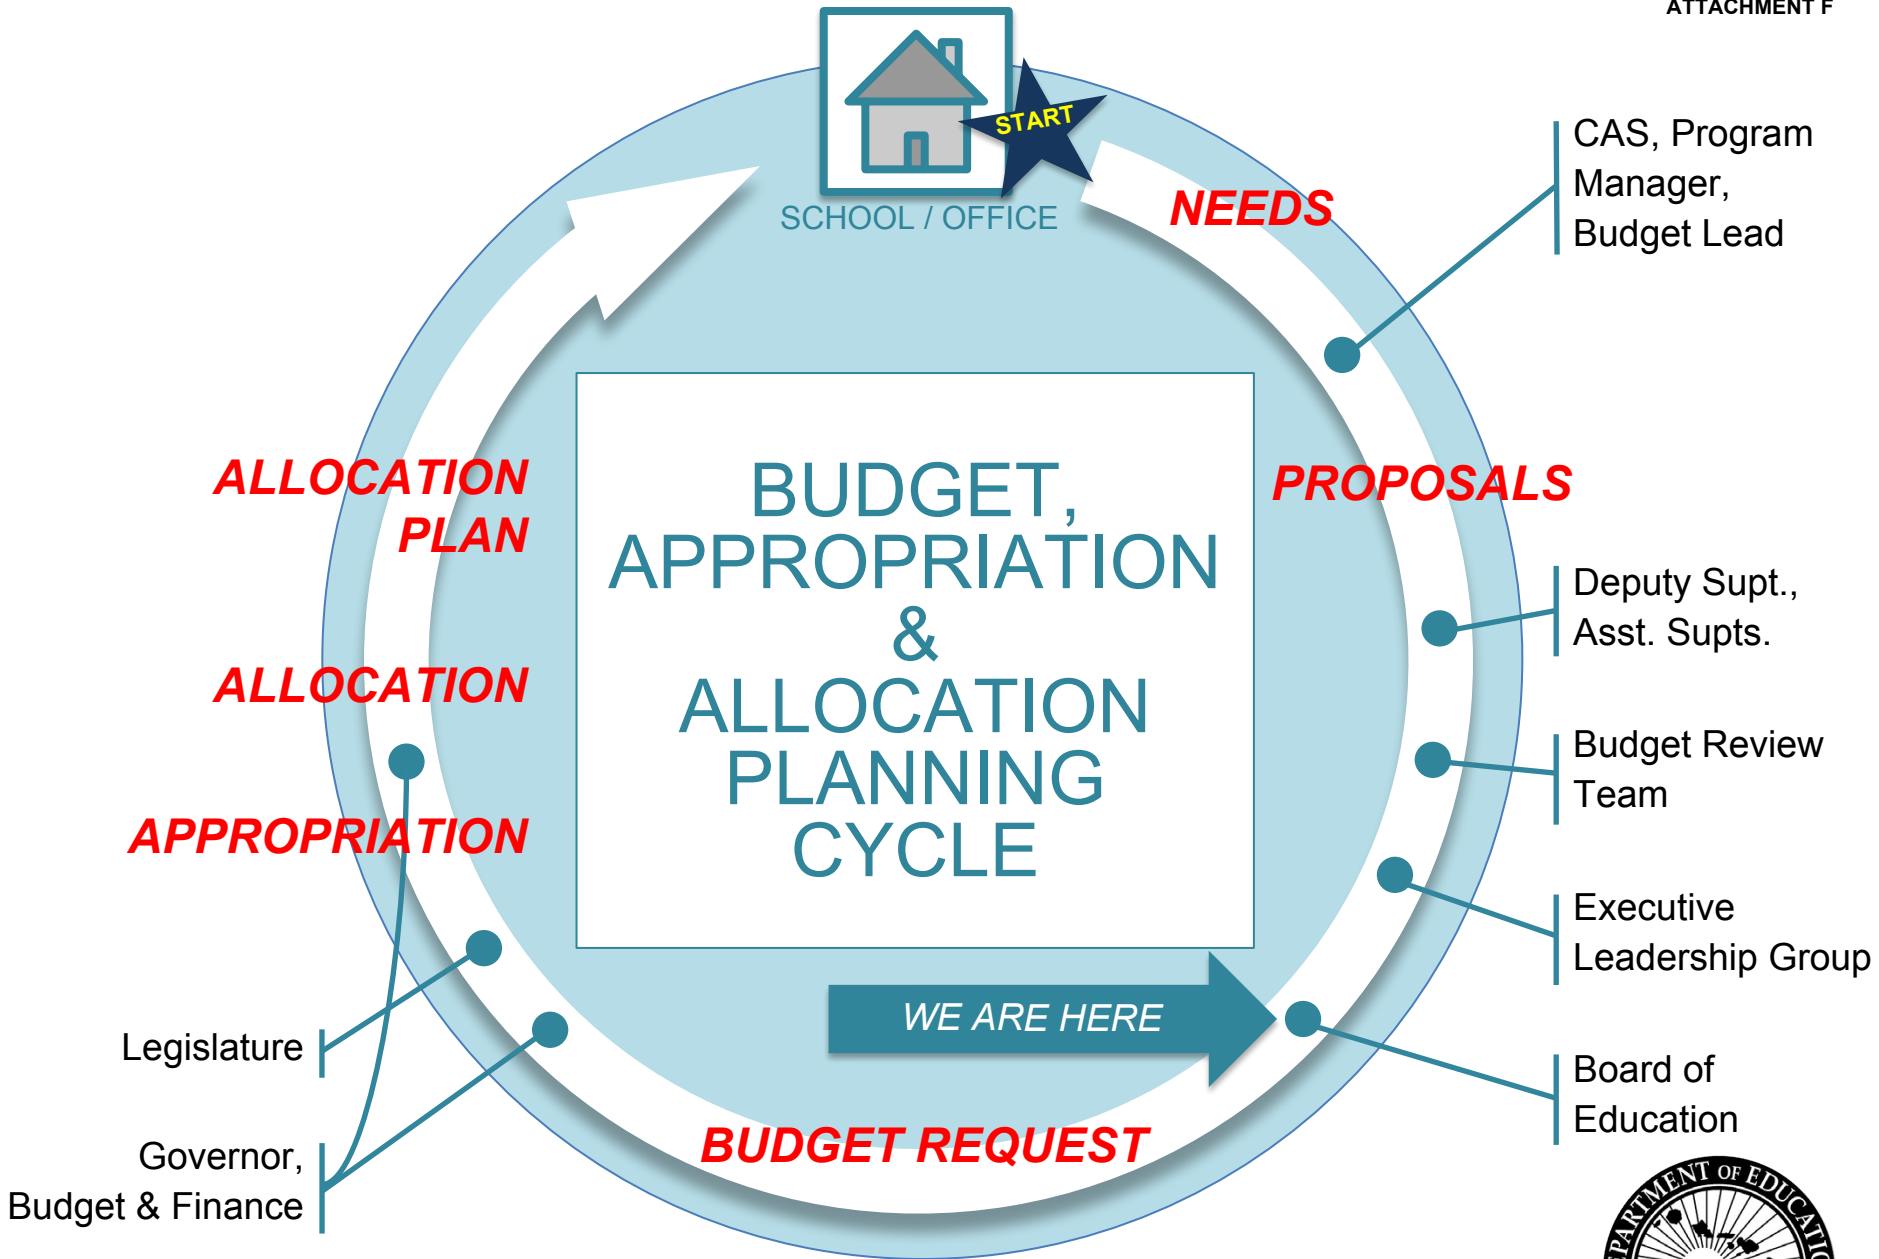 ATTACHMENT F
START
SCHOOL / OFFICE
NEEDS
CAS, Program
Manager,
Budget Lead
PROPOSALS
Deputy Supt.,
Asst. Supts.
Budget Review
Team
Executive
Leadership Group
Board of
Education
WE ARE HERE
BUDGET REQUEST
Governor,
Budget & Finance
Legislature
APPROPRIATION
ALLOCATION
ALLOCATION
PLAN
BUDGET,
APPROPRIATION
&
ALLOCATION
PLANNING
CYCLE
OF